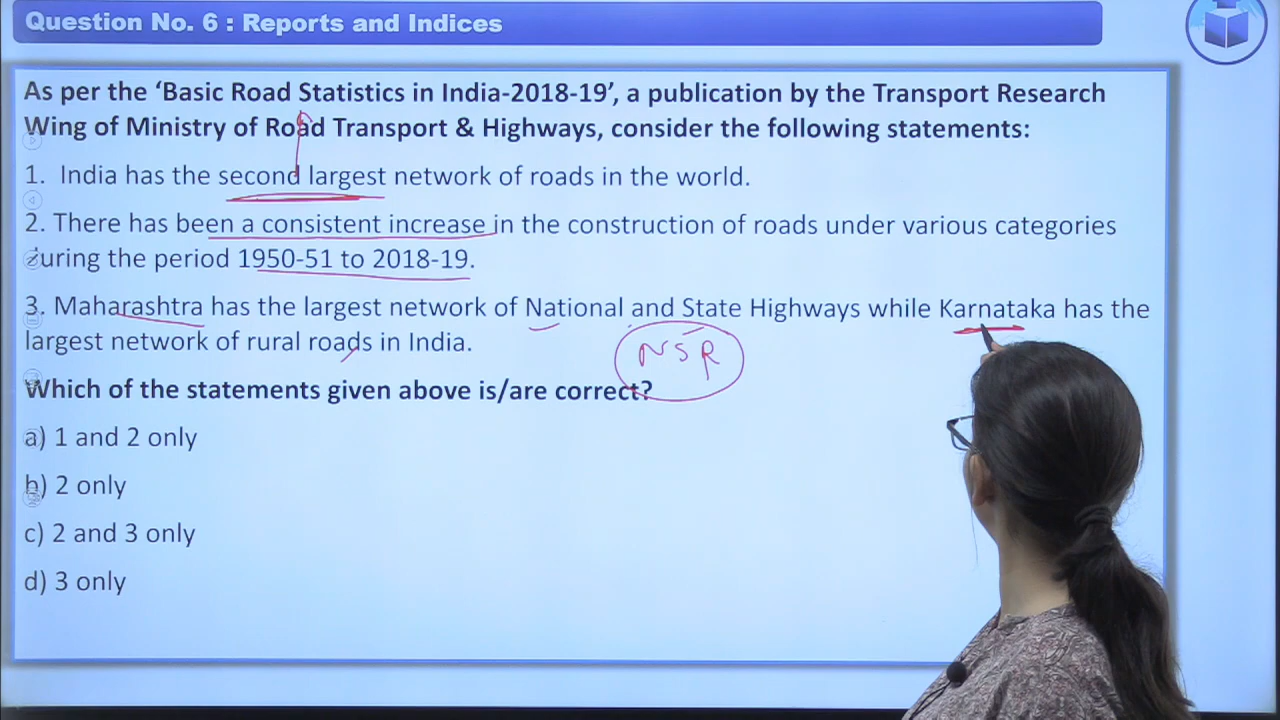 Question No. 6 : Reports and Indices
As per the ‘Basic Road Statistics in India-2018-19’, a publication by the Transport Research
Wing of Ministry of Road Transport & Highways, consider the following statements:
1. India has the second largest network of roads in the world.
2. There has been a consistent increase in the construction of roads under various categories
during the period 1950-51 to 2018-19.
3. Maharashtra has the largest network of National and State Highways while Karnataka has the
largest network of rural roads in India.
NSR
Which of the statements given above is/are correct?
a) 1 and 2 only
b) 2 only
c) 2 and 3 only
d) 3 only